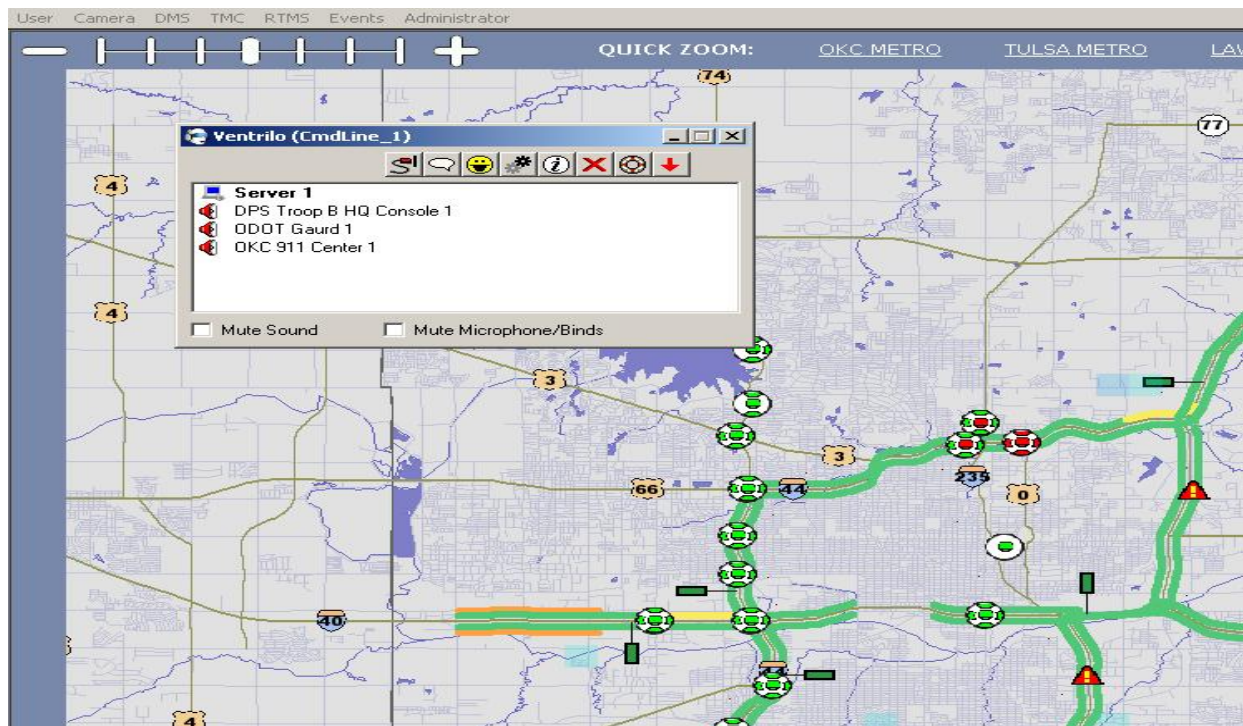 User Camera DMS TMC RTMS Events Administrator
QUICK ZOOM: OKC METRO TULSA METRO LAW
74
77
Ventrilo (CmdLine_1)
4
Server 1
DPS Troop B HQ Console 1
ODOT Gaurd 1
OKC 911 Center 1
4
Mute Sound Mute Microphone/Binds
3
3
66
44
235
0
40
44
4